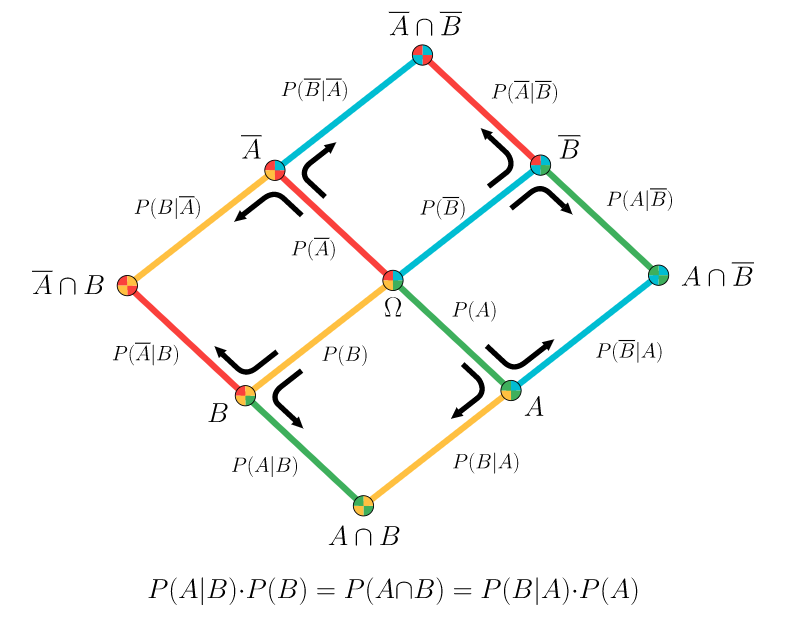 A̅ ∩ B̅
P(B̅|A̅)
P(A̅|B̅)
A̅
B̅
P(B|A̅)
P(B̅)
P(A|B̅)
P(A̅)
A̅ ∩ B
A ∩ B̅
Ω
P(A)
P(A̅|B)
P(B)
P(B̅|A)
B
A
P(A|B)
P(B|A)
A ∩ B
P(A|B)·P(B) = P(A∩B) = P(B|A)·P(A)